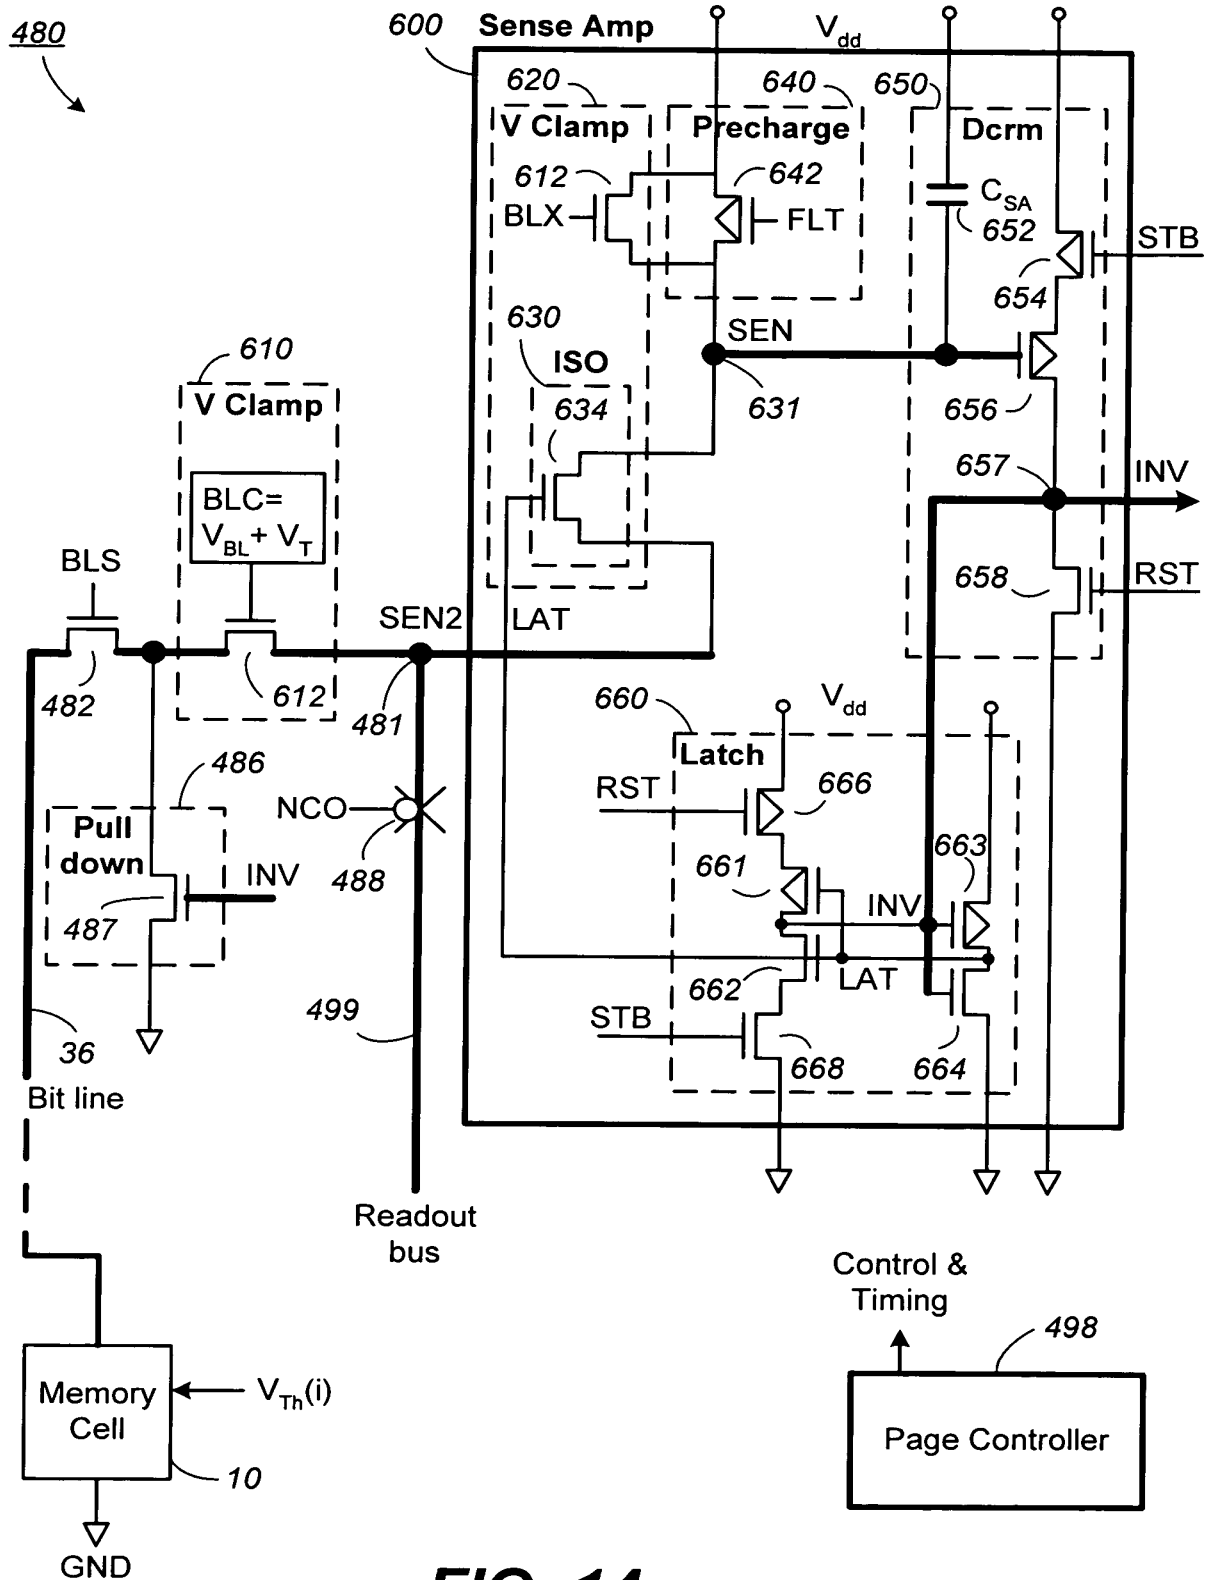 480
600
Sense Amp
V_dd
620
V Clamp
640
Precharge
650
Dcrm
612
BLX
642
FLT
C_SA
652
STB
654
SEN
630
ISO
634
631
656
610
V Clamp
BLC=
V_BL + V_T
657
INV
BLS
658
RST
SEN2
LAT
482
612
481
660
V_dd
Latch
486
Pull
down
INV
487
NCO
488
RST
666
661
663
INV
662
LAT
STB
668
664
499
36
Bit line
Readout
bus
Control &
Timing
498
Page Controller
Memory
Cell
V_Th(i)
10
GND
FIG. 14